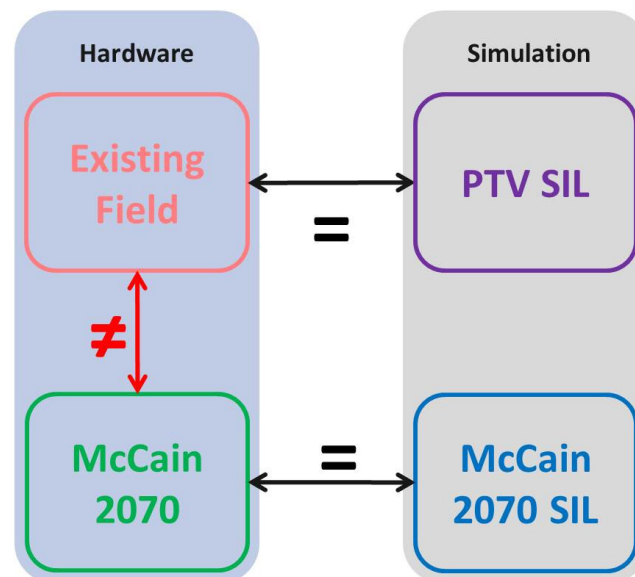 Hardware
Simulation
Existing
Field
PTV SIL
=
≠
McCain
2070
=
McCain
2070 SIL